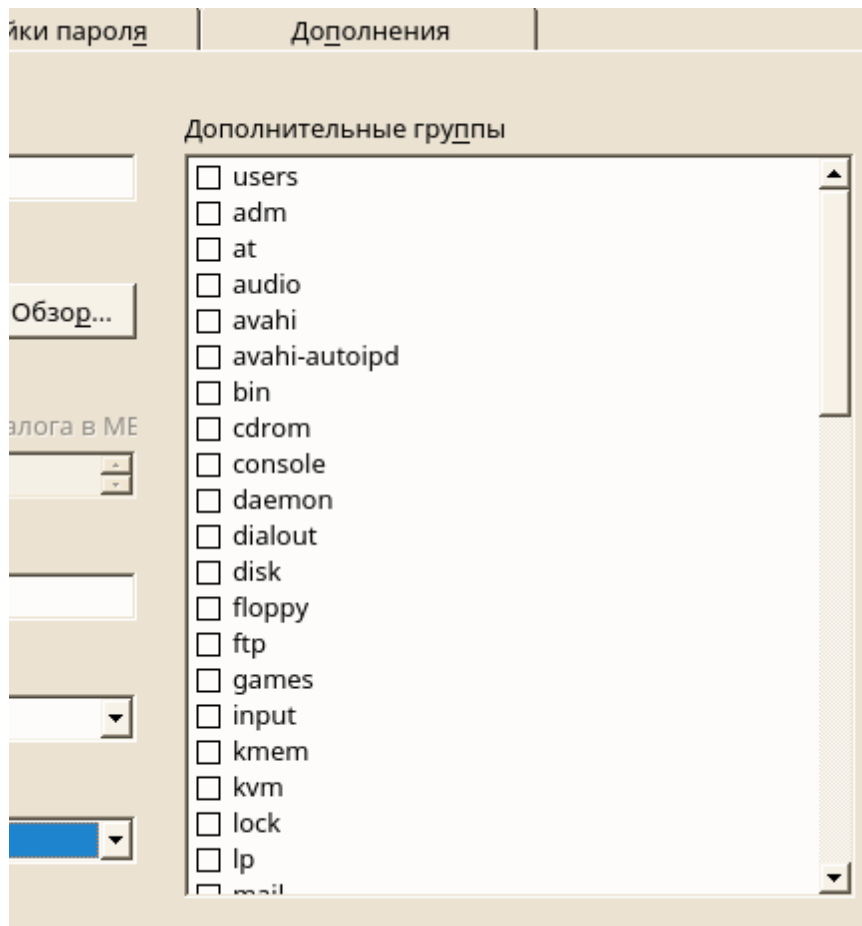 йки пароля Дополнения
Дополнительные группы
users
adm
at
audio
Обзор...
avahi
avahi-autoipd
bin
алога в МЕ
cdrom
console
daemon
dialout
disk
floppy
ftp
games
input
kmem
kvm
lock
lp
mail